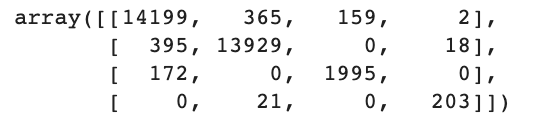 array([[14199, 365, 159, 2],
[ 395, 13929, 0, 18],
[ 172, 0, 1995, 0],
[ 0, 21, 0, 203]])